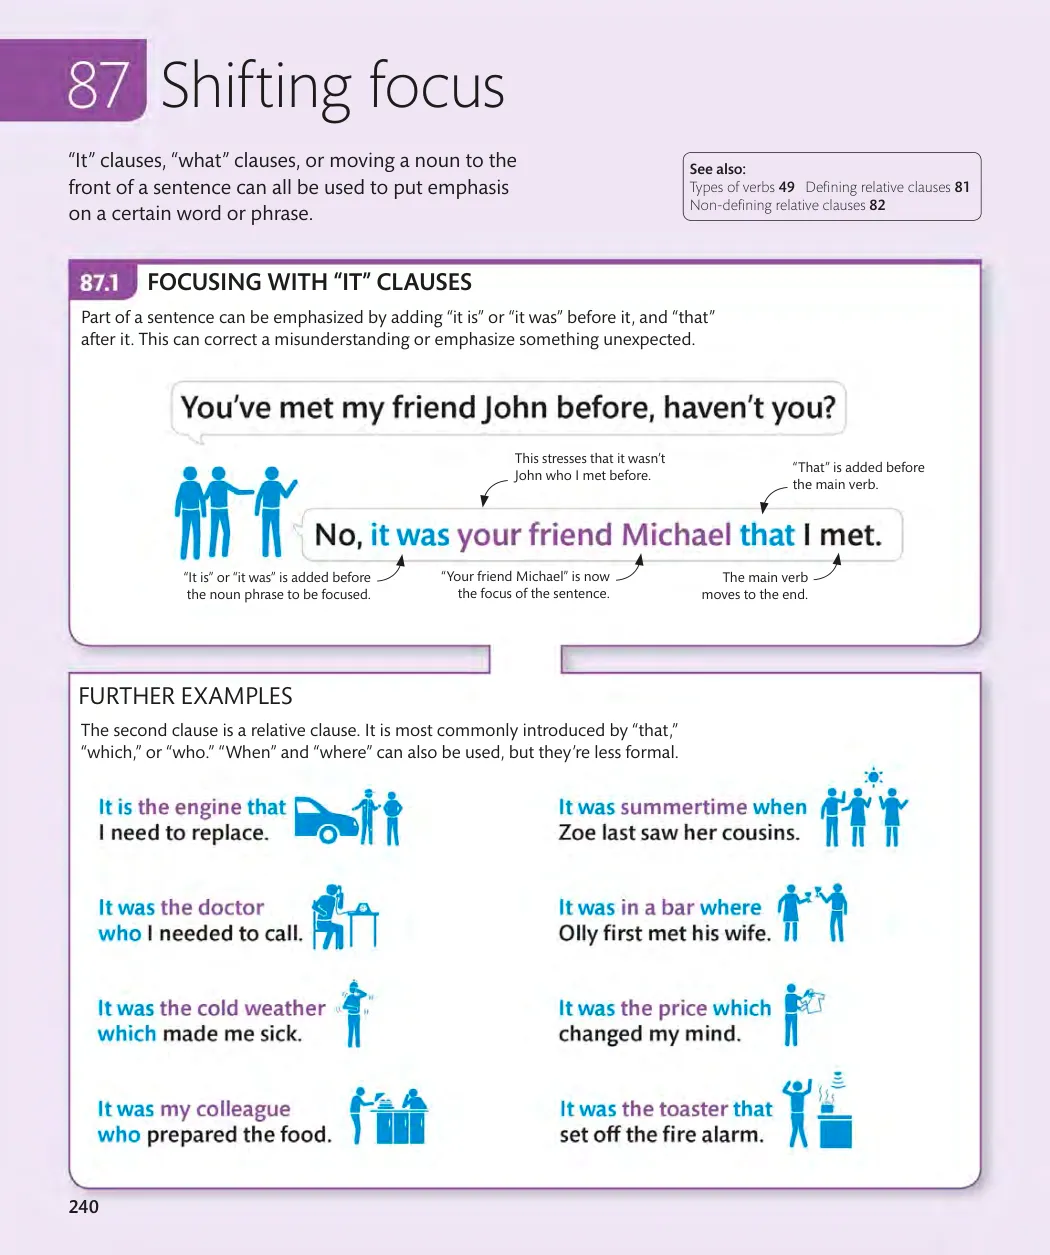 87 Shifting focus
“It” clauses, “what” clauses, or moving a noun to the
front of a sentence can all be used to put emphasis
on a certain word or phrase.
See also:
Types of verbs 49 Defining relative clauses 81
Non-defining relative clauses 82
87.1 FOCUSING WITH “IT” CLAUSES
Part of a sentence can be emphasized by adding “it is” or “it was” before it, and “that”
after it. This can correct a misunderstanding or emphasize something unexpected.
You’ve met my friend John before, haven’t you?
This stresses that it wasn’t
John who I met before.
“That” is added before
the main verb.
No, it was your friend Michael that I met.
“It is” or “it was” is added before
the noun phrase to be focused.
“Your friend Michael” is now
the focus of the sentence.
The main verb
moves to the end.
FURTHER EXAMPLES
The second clause is a relative clause. It is most commonly introduced by “that,”
“which,” or “who.” “When” and “where” can also be used, but they’re less formal.
It is the engine that
I need to replace.
It was summertime when
Zoe last saw her cousins.
It was the doctor
who I needed to call.
It was in a bar where
Olly first met his wife.
It was the cold weather
which made me sick.
It was the price which
changed my mind.
It was my colleague
who prepared the food.
It was the toaster that
set off the fire alarm.
240